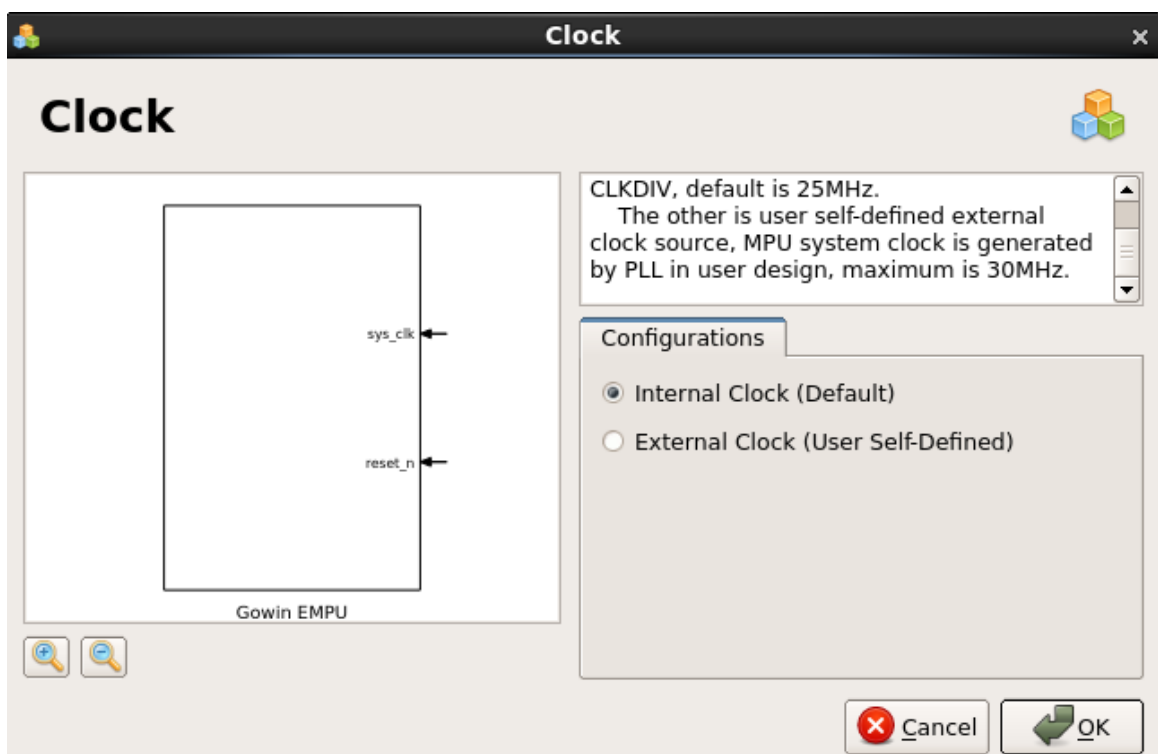 Clock
Clock
CLKDIV, default is 25MHz.
The other is user self-defined external
clock source, MPU system clock is generated
by PLL in user design, maximum is 30MHz.
sys_clk
reset_n
Gowin EMPU
Configurations
Internal Clock (Default)
External Clock (User Self-Defined)
Cancel
OK